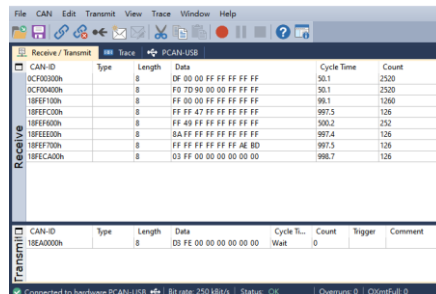 File CAN Edit Transmit View Trace Window Help
Receive / Transmit Trace PCAN-USB
CAN-ID Type Length Data Cycle Time Count
0CF00300h 8 DF 00 00 FF FF FF FF FF 50.1 2520
0CF00400h 8 F0 7D 90 00 00 FF FF FF 50.1 2520
18FEF100h 8 FF 00 00 FF FF FF FF FF 99.1 1260
18FEFC00h 8 FF FF 47 FF FF FF FF FF 997.5 126
18FEF600h 8 FF 49 FF FF FF FF FF FF 500.2 252
18FEEE00h 8 8A FF FF FF FF FF FF FF 997.4 126
18FEF700h 8 FF FF FF FF FF FF AE BD 997.5 126
18FECA00h 8 03 FF 00 00 00 00 00 00 998.7 126
Receive
CAN-ID Type Length Data Cycle Ti... Count Trigger Comment
18EA0000h 8 D3 FE 00 00 00 00 00 00 Wait 0
Transmit
Connected to hardware PCAN-USB Bit rate: 250 kBit/s Status: OK Overruns: 0 QXmtFull: 0